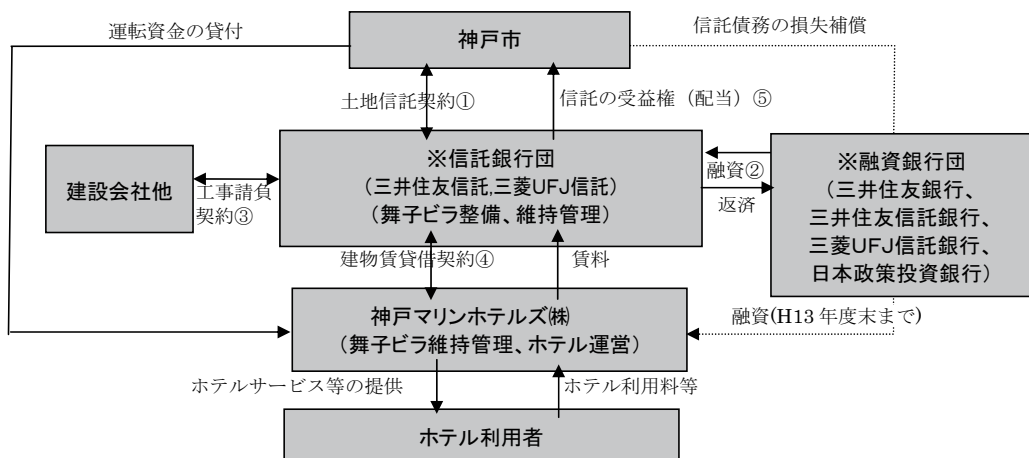 運転資金の貸付
信託債務の損失補償
神戸市
土地信託契約①
信託の受益権（配当）⑤
※信託銀行団
（三井住友信託,三菱UFJ信託）
（舞子ビラ整備、維持管理）
建設会社他
工事請負
契約③
融資②
返済
※融資銀行団
（三井住友銀行、
三井住友信託銀行、
三菱UFJ信託銀行、
日本政策投資銀行）
建物賃貸借契約④
賃料
神戸マリンホテルズ㈱
（舞子ビラ維持管理、ホテル運営）
融資(H13 年度末まで)
ホテルサービス等の提供
ホテル利用料等
ホテル利用者